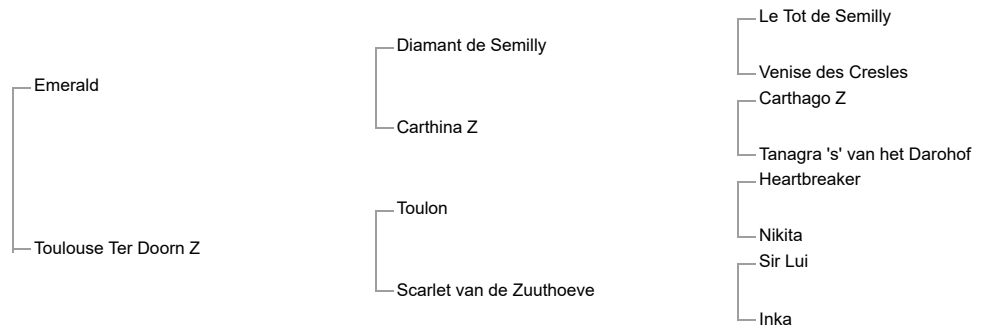 Le Tot de Semilly
Diamant de Semilly
Venise des Cresles
Emerald
Carthago Z
Carthina Z
Tanagra 's' van het Darohof
Heartbreaker
Toulon
Nikita
Toulouse Ter Doorn Z
Sir Lui
Scarlet van de Zuuthoeve
Inka